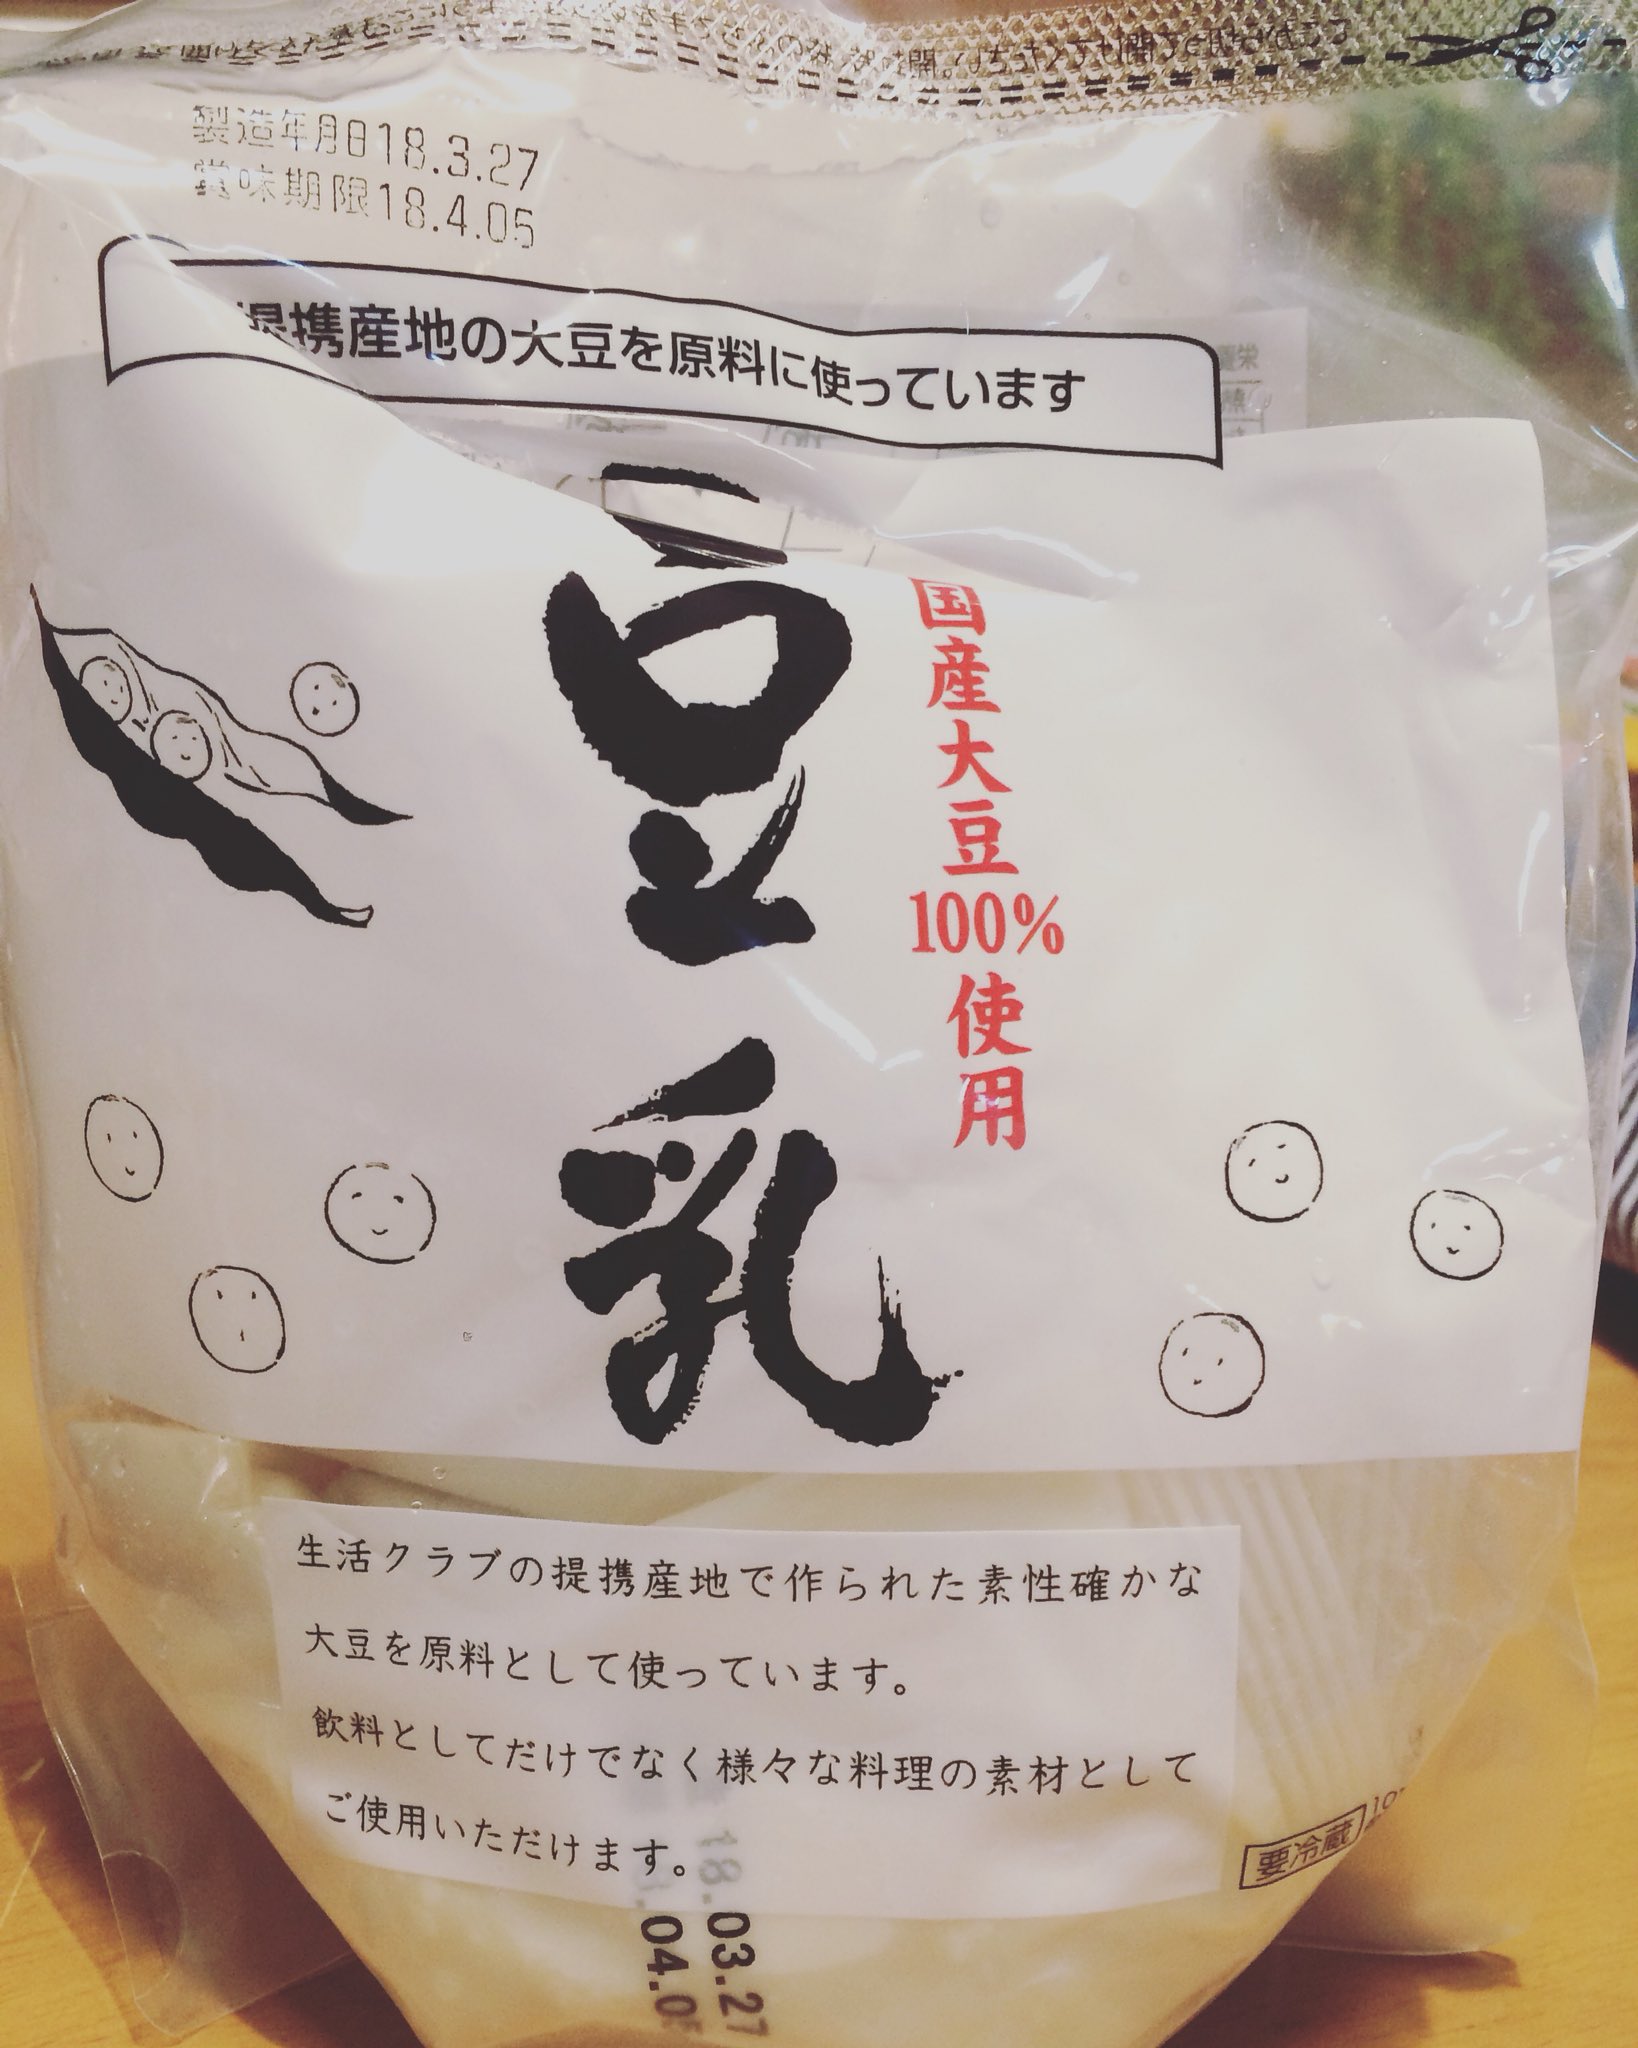 製造年月日18.3.27
賞味期限18.4.05
提携産地の大豆を原料に使っています
豆乳
国産大豆100%使用
生活クラブの提携産地で作られた素性確かな
大豆を原料として使っています。
飲料としてだけでなく様々な料理の素材として
ご使用いただけます。
要冷蔵
18.03.27
04.05